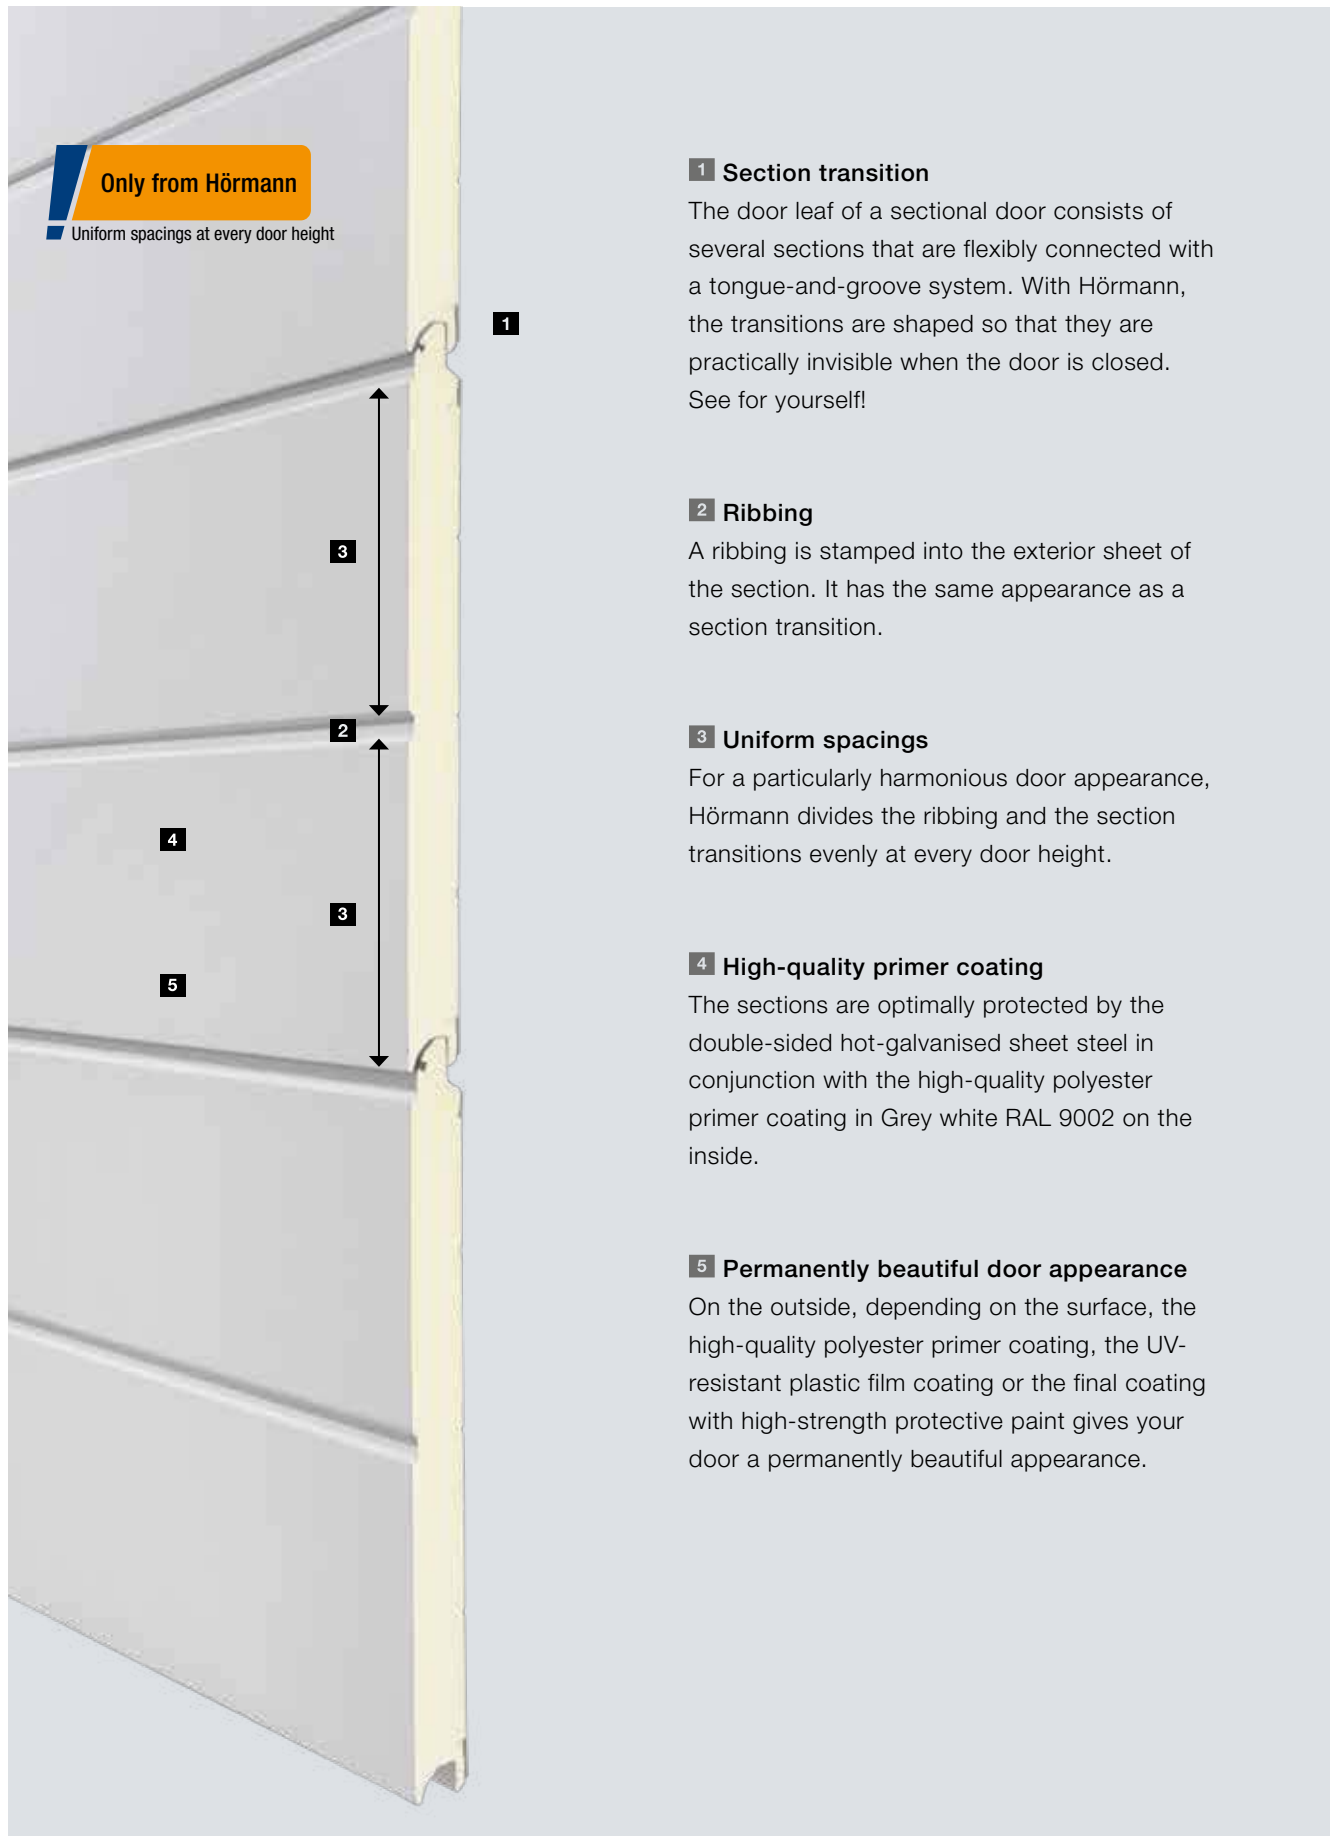 Only from Hörmann
Uniform spacings at every door height
1
3
2
4
3
5
1 Section transition
The door leaf of a sectional door consists of
several sections that are flexibly connected with
a tongue-and-groove system. With Hörmann,
the transitions are shaped so that they are
practically invisible when the door is closed.
See for yourself!
2 Ribbing
A ribbing is stamped into the exterior sheet of
the section. It has the same appearance as a
section transition.
3 Uniform spacings
For a particularly harmonious door appearance,
Hörmann divides the ribbing and the section
transitions evenly at every door height.
4 High-quality primer coating
The sections are optimally protected by the
double-sided hot-galvanised sheet steel in
conjunction with the high-quality polyester
primer coating in Grey white RAL 9002 on the
inside.
5 Permanently beautiful door appearance
On the outside, depending on the surface, the
high-quality polyester primer coating, the UV-
resistant plastic film coating or the final coating
with high-strength protective paint gives your
door a permanently beautiful appearance.